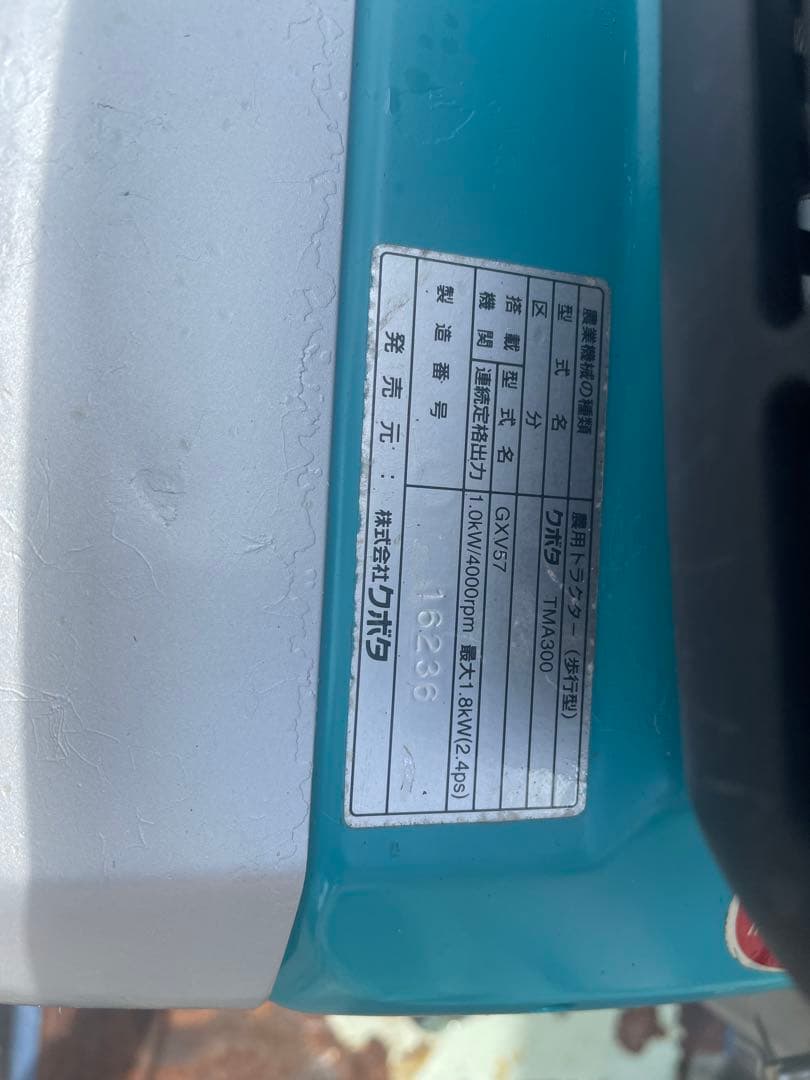 農業機械の種類 農用トラクター(歩行型)
型式名 クボタ TMA300
区分
搭載機関 型式名 GXV57
連続定格出力 1.0kW/4000rpm 最大1.8kW(2.4ps)
製造番号 16236
発売元: 株式会社クボタ